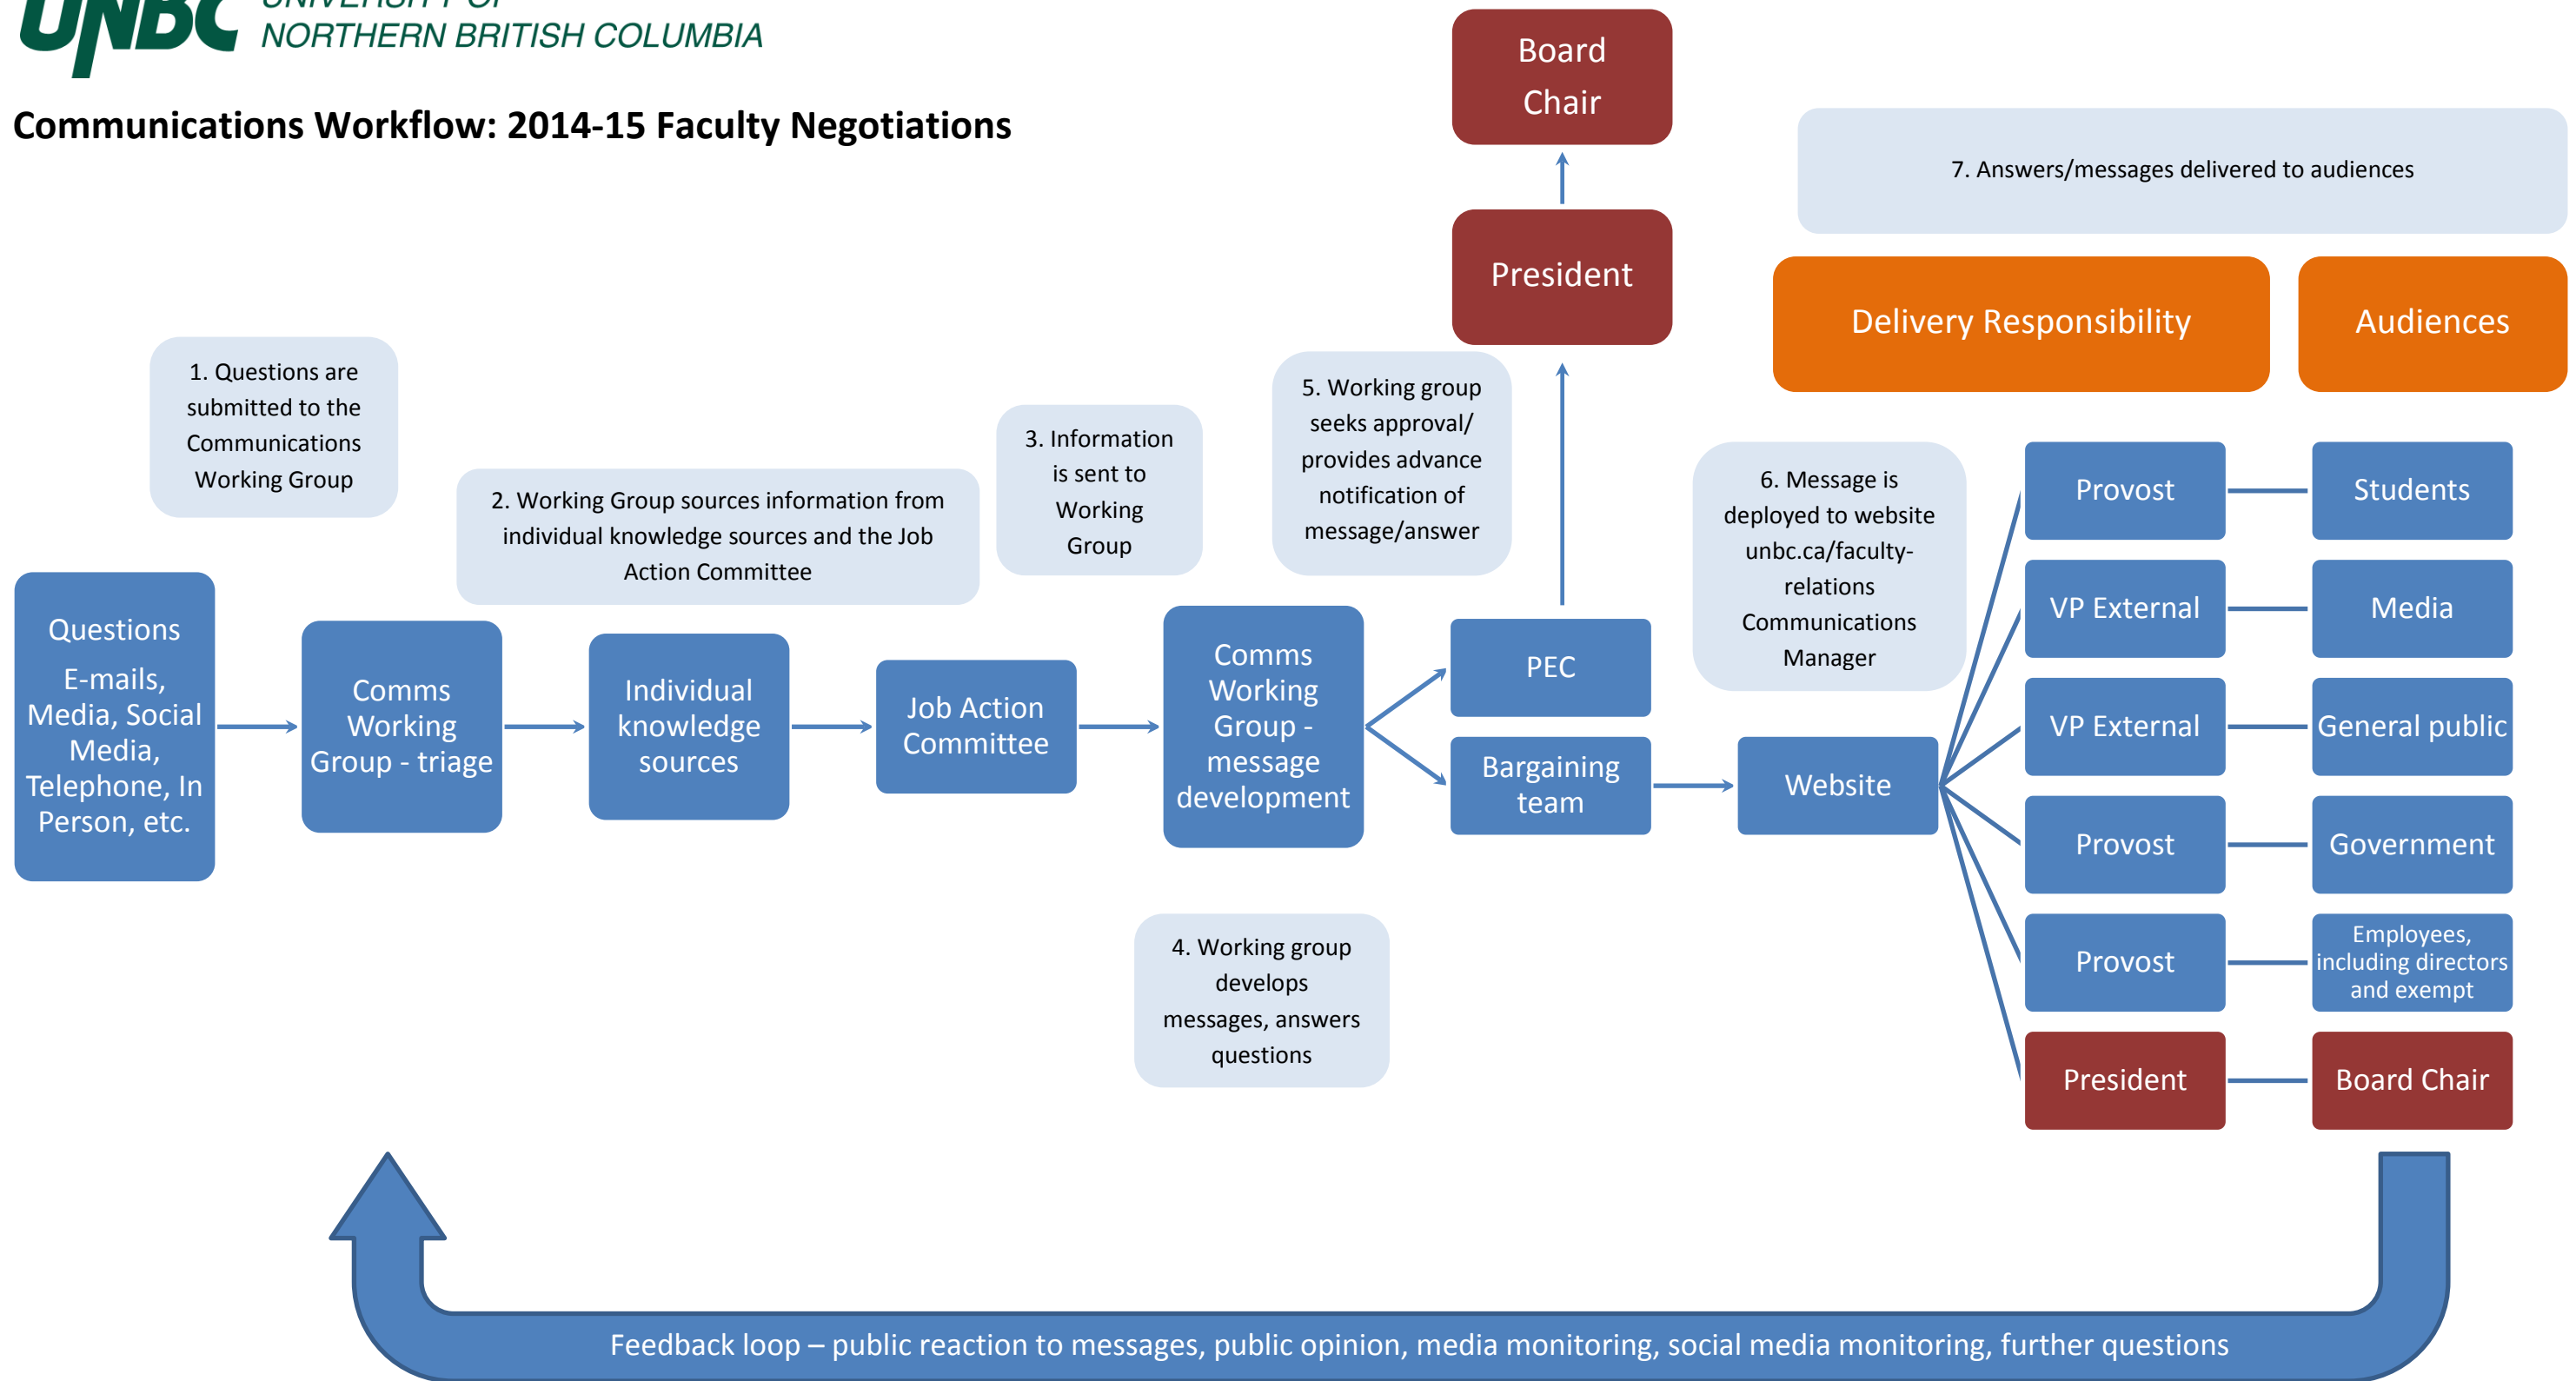 UNBC
UNIVERSITY OF
NORTHERN BRITISH COLUMBIA
Communications Workflow: 2014-15 Faculty Negotiations
Board
Chair
President
7. Answers/messages delivered to audiences
Delivery Responsibility
Audiences
1. Questions are
submitted to the
Communications
Working Group
2. Working Group sources information from
individual knowledge sources and the Job
Action Committee
3. Information
is sent to
Working
Group
5. Working group
seeks approval/
provides advance
notification of
message/answer
6. Message is
deployed to website
unbc.ca/faculty-
relations
Communications
Manager
Questions
E-mails,
Media, Social
Media,
Telephone, In
Person, etc.
Comms
Working
Group - triage
Individual
knowledge
sources
Job Action
Committee
Comms
Working
Group -
message
development
PEC
Bargaining
team
Website
4. Working group
develops
messages, answers
questions
Provost
Students
VP External
Media
VP External
General public
Provost
Government
Provost
Employees,
including directors
and exempt
President
Board Chair
Feedback loop – public reaction to messages, public opinion, media monitoring, social media monitoring, further questions